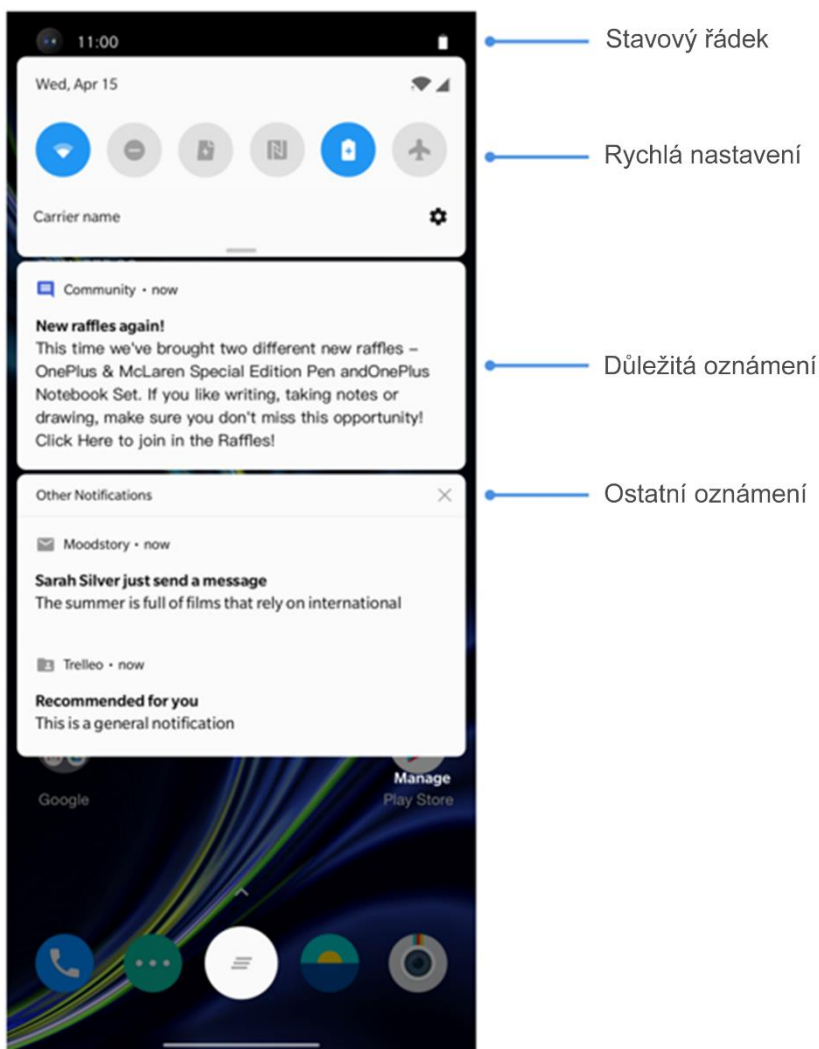 11:00
Stavový řádek
Wed, Apr 15
Rychlá nastavení
Carrier name
Community • now
New raffles again!
This time we've brought two different new raffles –
OnePlus & McLaren Special Edition Pen andOnePlus
Notebook Set. If you like writing, taking notes or
drawing, make sure you don't miss this opportunity!
Click Here to join in the Raffles!
Důležitá oznámení
Other Notifications
Ostatní oznámení
Moodstory • now
Sarah Silver just send a message
The summer is full of films that rely on international
Trelleo • now
Recommended for you
This is a general notification
Manage
Google
Play Store